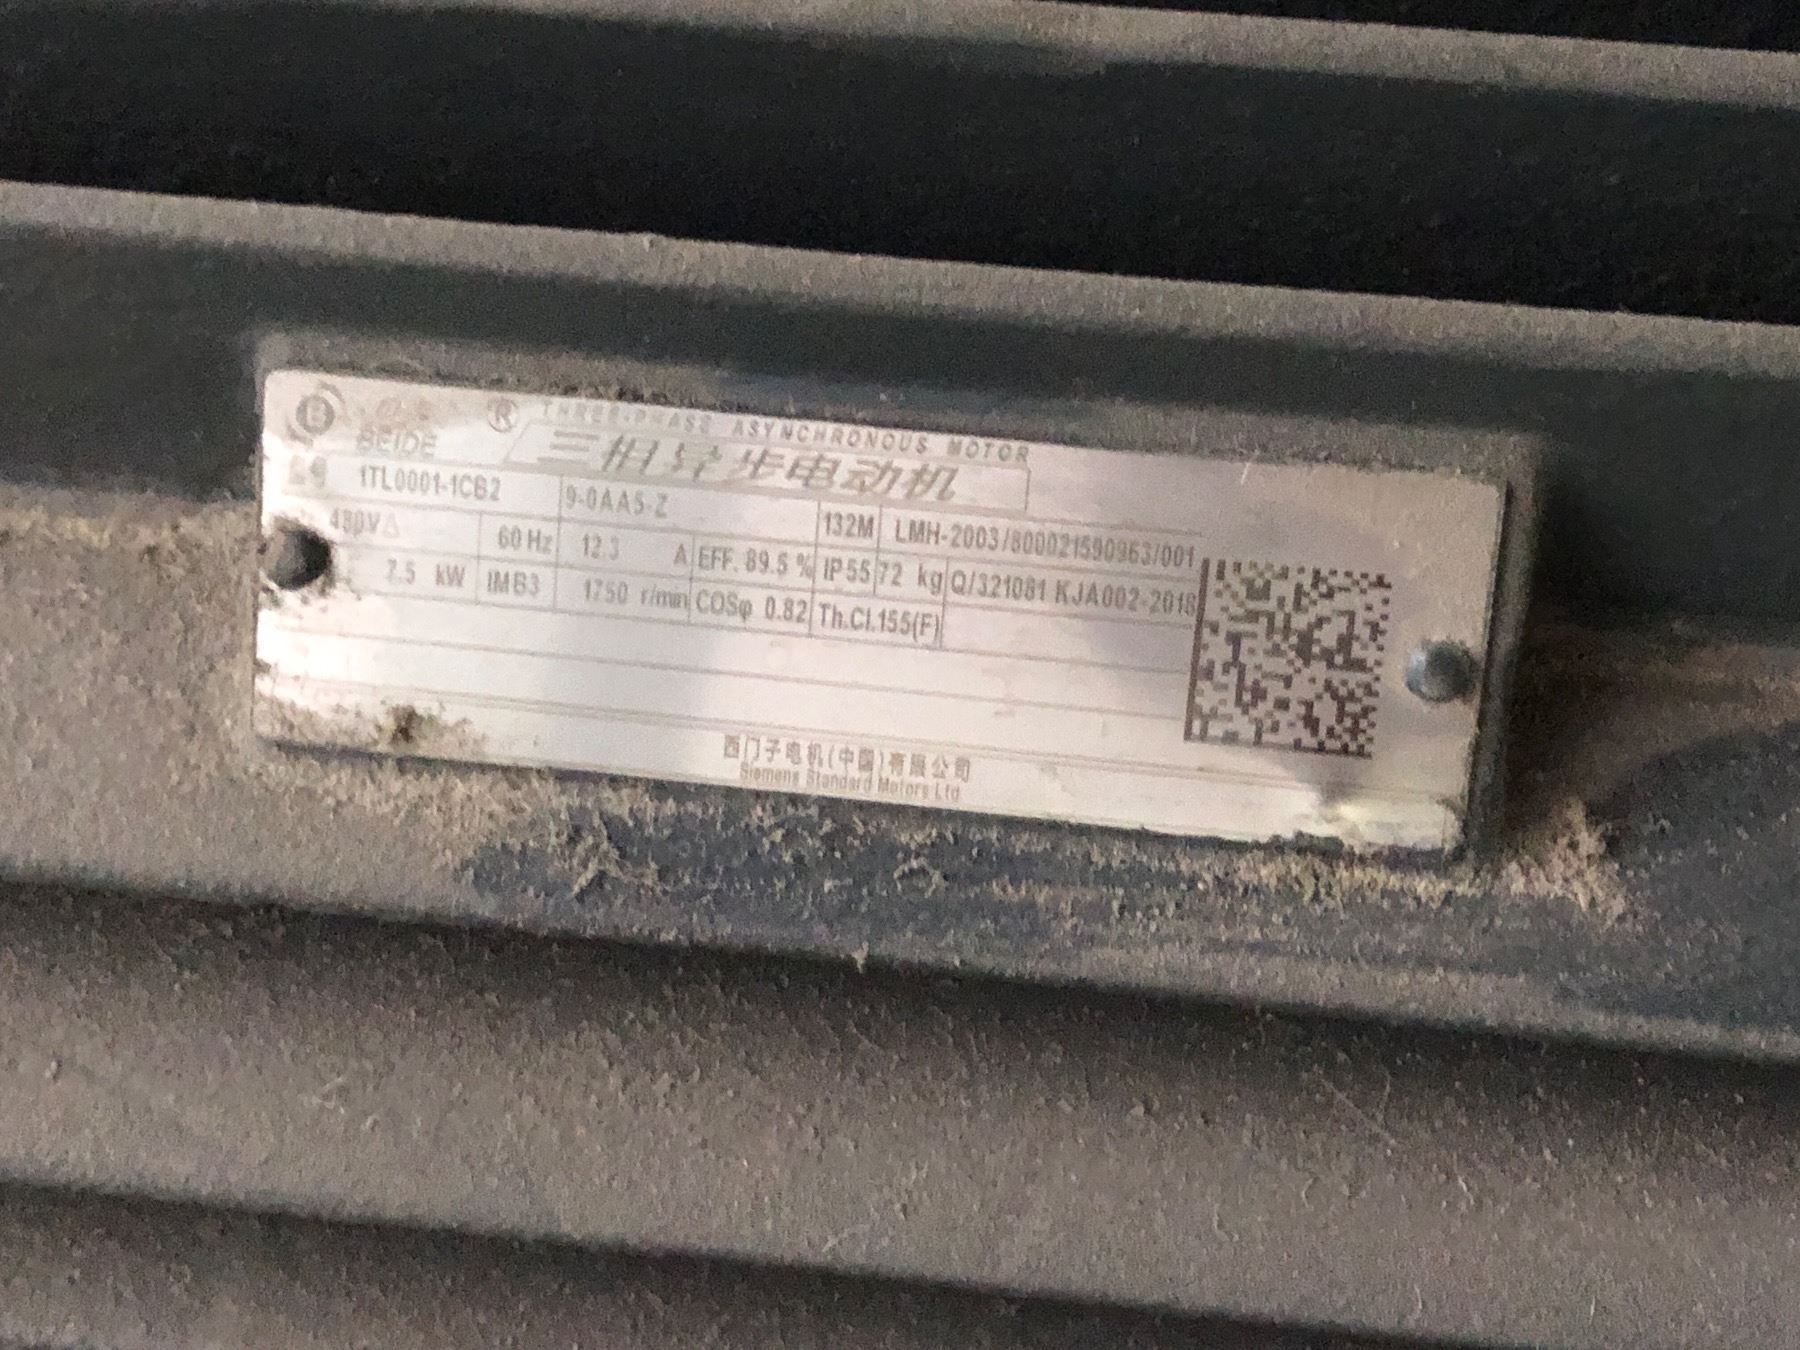 B ® THREE-PHASE ASYNCHRONOUS MOTOR
BEIDE 三相异步电动机
1TL0001-1CB2 9-0AA5-Z 132M LMH-2003/800021590963/001
480V△ 60 Hz 12.3 A EFF. 89.5 % IP55 72 kg Q/321081 KJA002-2018
7.5 kW IMB3 1750 r/min COSφ 0.82 Th.Cl.155(F)
西门子电机(中国)有限公司
Siemens Standard Motors Ltd